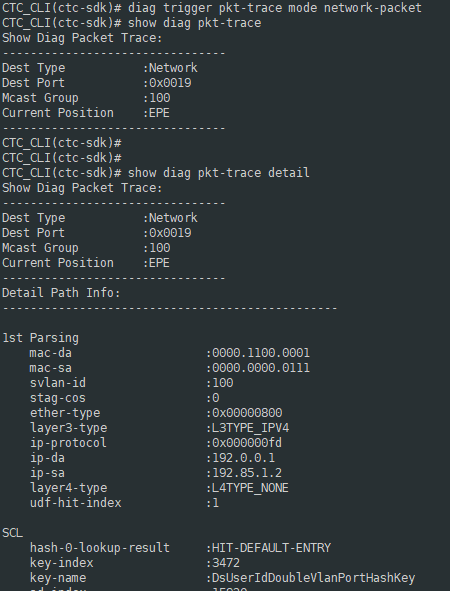 CTC_CLI(ctc-sdk)# diag trigger pkt-trace mode network-packet
CTC_CLI(ctc-sdk)# show diag pkt-trace
Show Diag Packet Trace:
--------------------------------
Dest Type           :Network
Dest Port           :0x0019
Mcast Group         :100
Current Position    :EPE
--------------------------------
CTC_CLI(ctc-sdk)#
CTC_CLI(ctc-sdk)#
CTC_CLI(ctc-sdk)# show diag pkt-trace detail
Show Diag Packet Trace:
--------------------------------
Dest Type           :Network
Dest Port           :0x0019
Mcast Group         :100
Current Position    :EPE
--------------------------------
Detail Path Info:
------------------------------------------------
1st Parsing
    mac-da                   :0000.1100.0001
    mac-sa                   :0000.0000.0111
    svlan-id                 :100
    stag-cos                 :0
    ether-type               :0x00000800
    layer3-type              :L3TYPE_IPV4
    ip-protocol              :0x000000fd
    ip-da                    :192.0.0.1
    ip-sa                    :192.85.1.2
    layer4-type              :L4TYPE_NONE
    udf-hit-index            :1
SCL
    hash-0-lookup-result     :HIT-DEFAULT-ENTRY
    key-index                :3472
    key-name                 :DsUserIdDoubleVlanPortHashKey